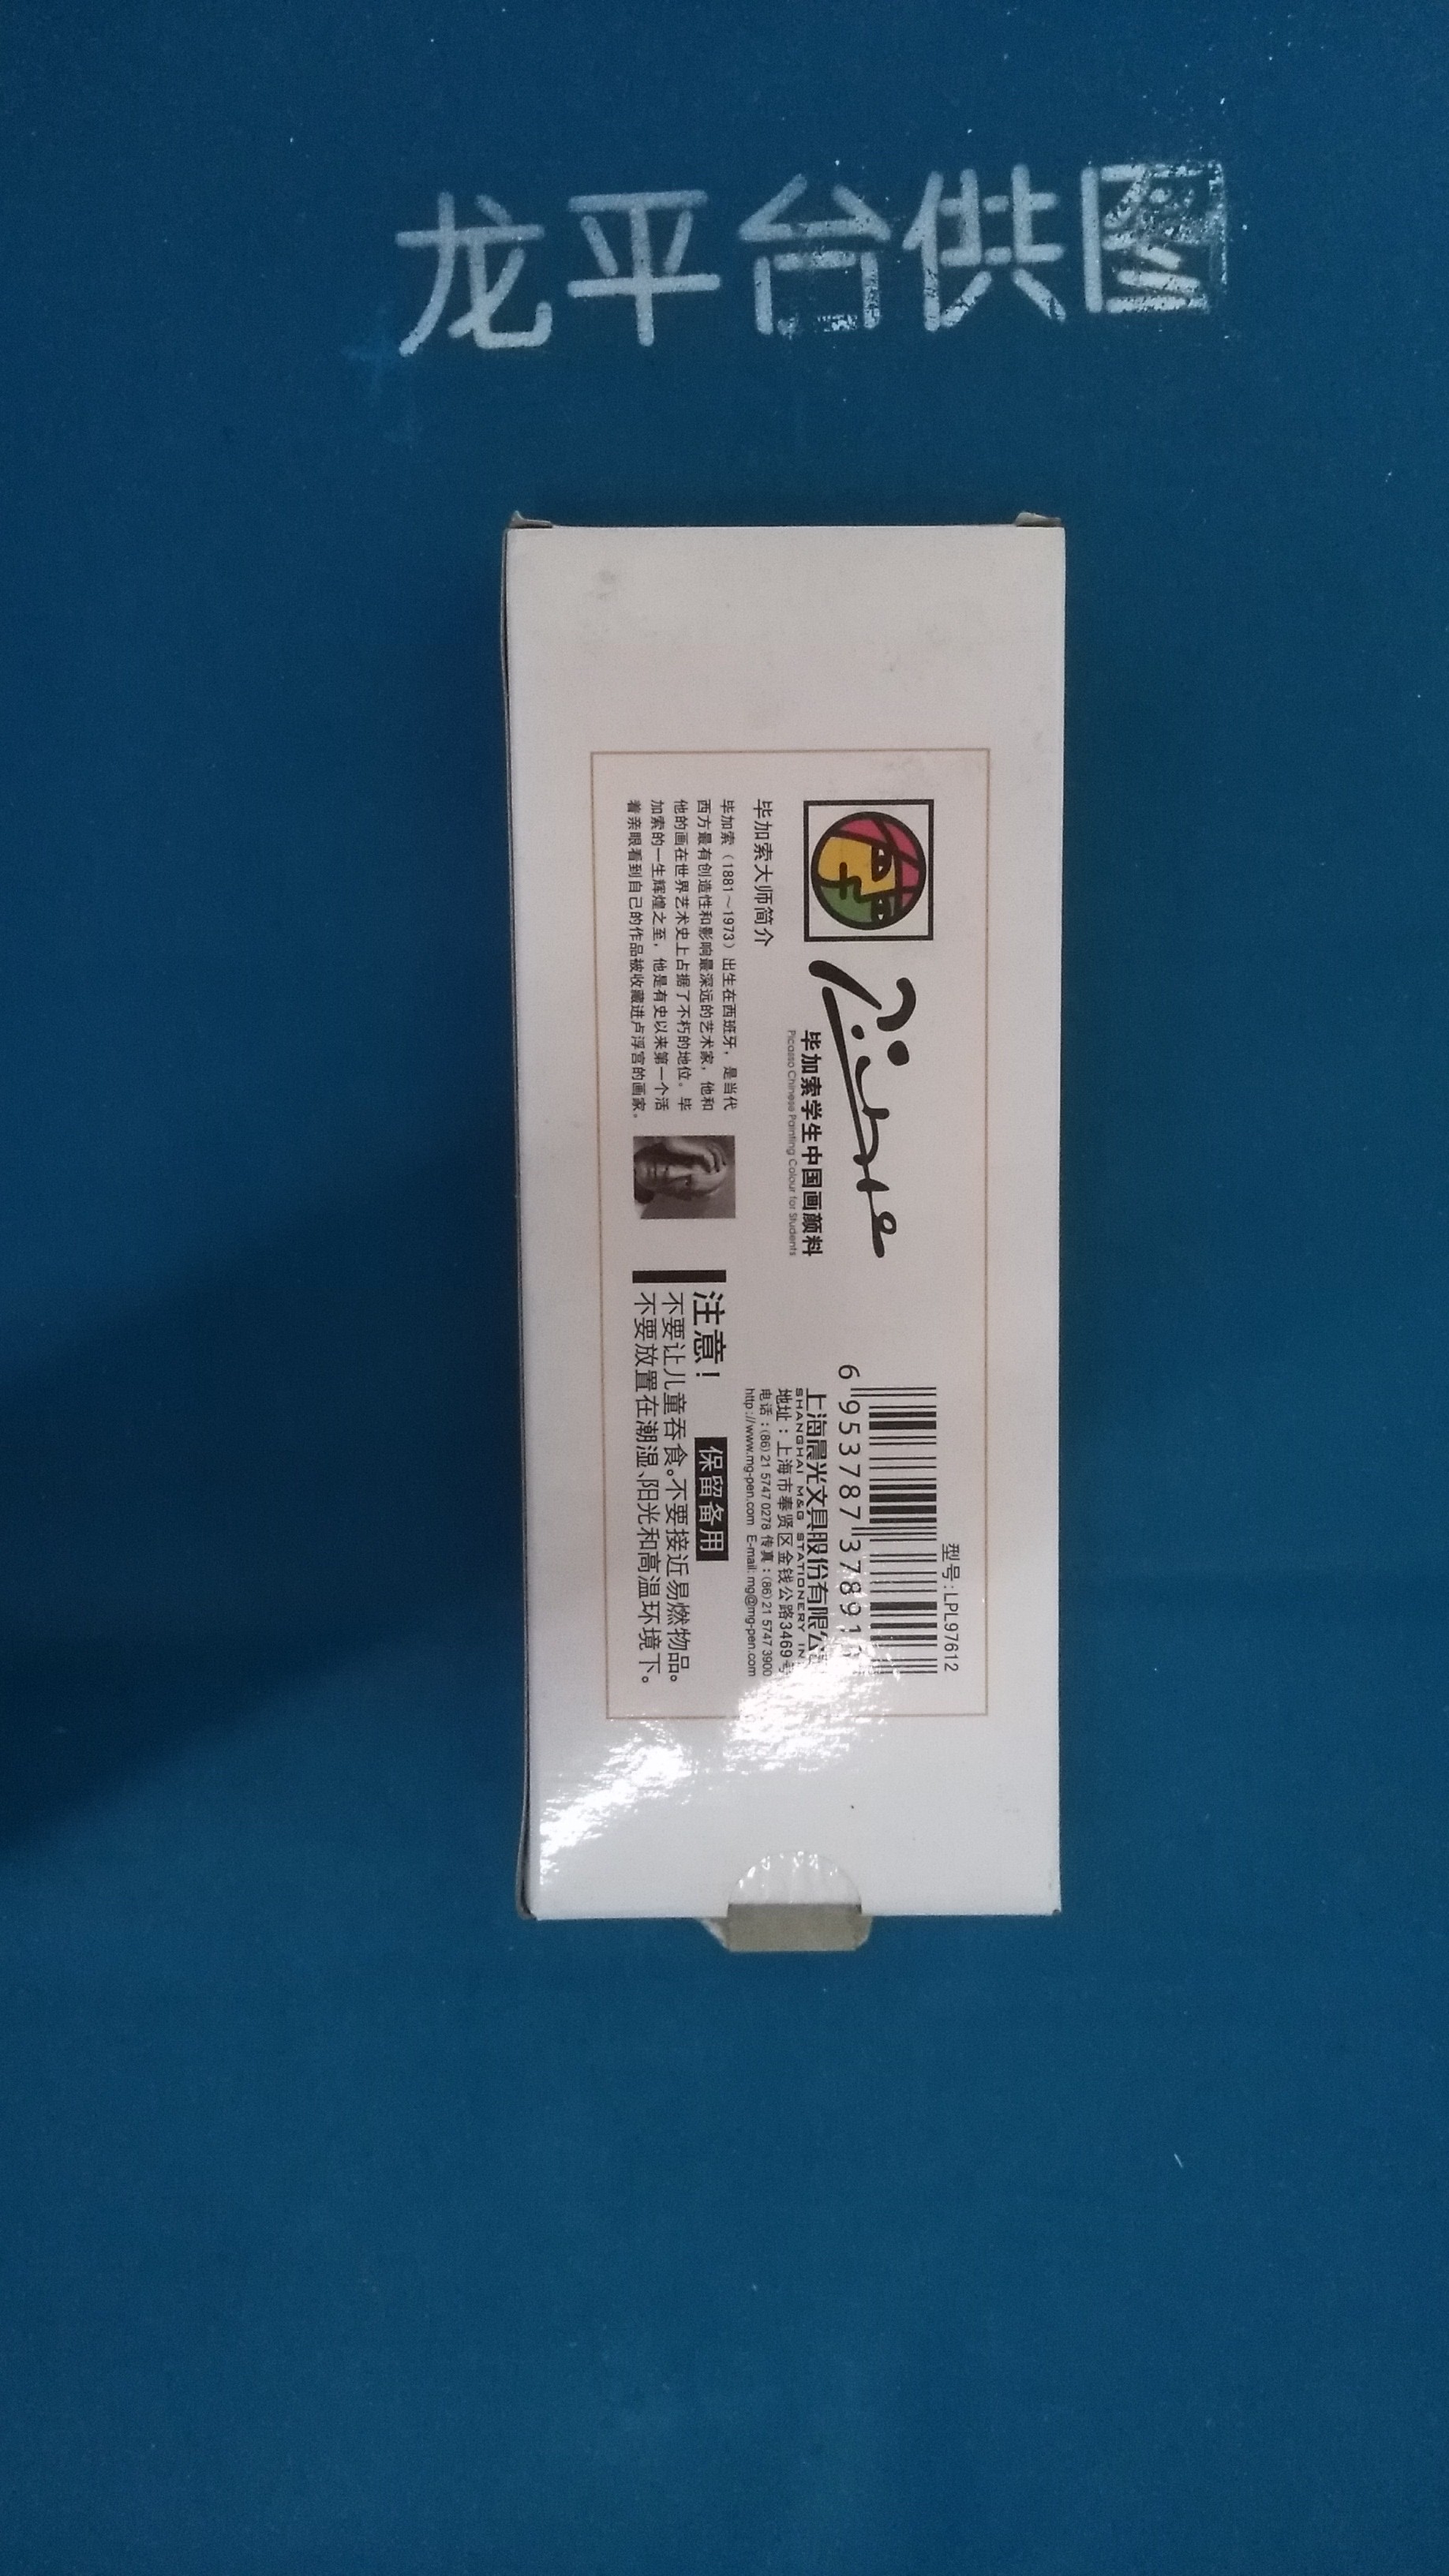 龙平台供图
毕加索学生中国画颜料
Picasso Chinese Painting Colour for Students
毕加索大师简介
毕加索（1881～1973）出生在西班牙，是当代
西方最有创造性和影响最深远的艺术家，他和
他的画在世界艺术史上占据了不朽的地位。毕
加索的一生辉煌之至，他是有史以来第一个活
着亲眼看到自己的作品被收藏进卢浮宫的画家。
型号:LPL97612
6 953787 37891
上海晨光文具股份有限公
SHANGHAI M&G STATIONERY IN
地址：上海市奉贤区金钱公路3469号
电话：(86)21 5747 0278 传真：(86)21 5747 3900
http://www.mg-pen.com E-mail: mg@mg-pen.com
注意！ 保留备用
不要让儿童吞食。不要接近易燃物品。
不要放置在潮湿、阳光和高温环境下。